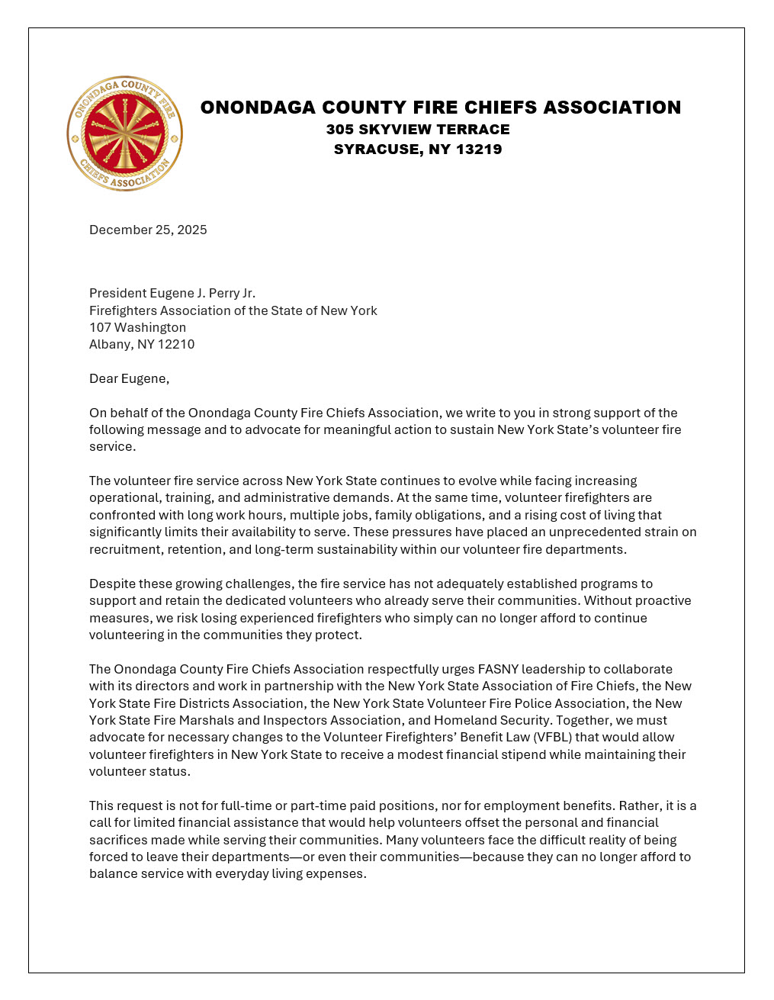 ONONDAGA COUNTY FIRE
CHIEFS ASSOCIATION
ONONDAGA COUNTY FIRE CHIEFS ASSOCIATION
305 SKYVIEW TERRACE
SYRACUSE, NY 13219
December 25, 2025
President Eugene J. Perry Jr.
Firefighters Association of the State of New York
107 Washington
Albany, NY 12210
Dear Eugene,
On behalf of the Onondaga County Fire Chiefs Association, we write to you in strong support of the
following message and to advocate for meaningful action to sustain New York State’s volunteer fire
service.
The volunteer fire service across New York State continues to evolve while facing increasing
operational, training, and administrative demands. At the same time, volunteer firefighters are
confronted with long work hours, multiple jobs, family obligations, and a rising cost of living that
significantly limits their availability to serve. These pressures have placed an unprecedented strain on
recruitment, retention, and long-term sustainability within our volunteer fire departments.
Despite these growing challenges, the fire service has not adequately established programs to
support and retain the dedicated volunteers who already serve their communities. Without proactive
measures, we risk losing experienced firefighters who simply can no longer afford to continue
volunteering in the communities they protect.
The Onondaga County Fire Chiefs Association respectfully urges FASNY leadership to collaborate
with its directors and work in partnership with the New York State Association of Fire Chiefs, the New
York State Fire Districts Association, the New York State Volunteer Fire Police Association, the New
York State Fire Marshals and Inspectors Association, and Homeland Security. Together, we must
advocate for necessary changes to the Volunteer Firefighters’ Benefit Law (VFBL) that would allow
volunteer firefighters in New York State to receive a modest financial stipend while maintaining their
volunteer status.
This request is not for full-time or part-time paid positions, nor for employment benefits. Rather, it is a
call for limited financial assistance that would help volunteers offset the personal and financial
sacrifices made while serving their communities. Many volunteers face the difficult reality of being
forced to leave their departments—or even their communities—because they can no longer afford to
balance service with everyday living expenses.